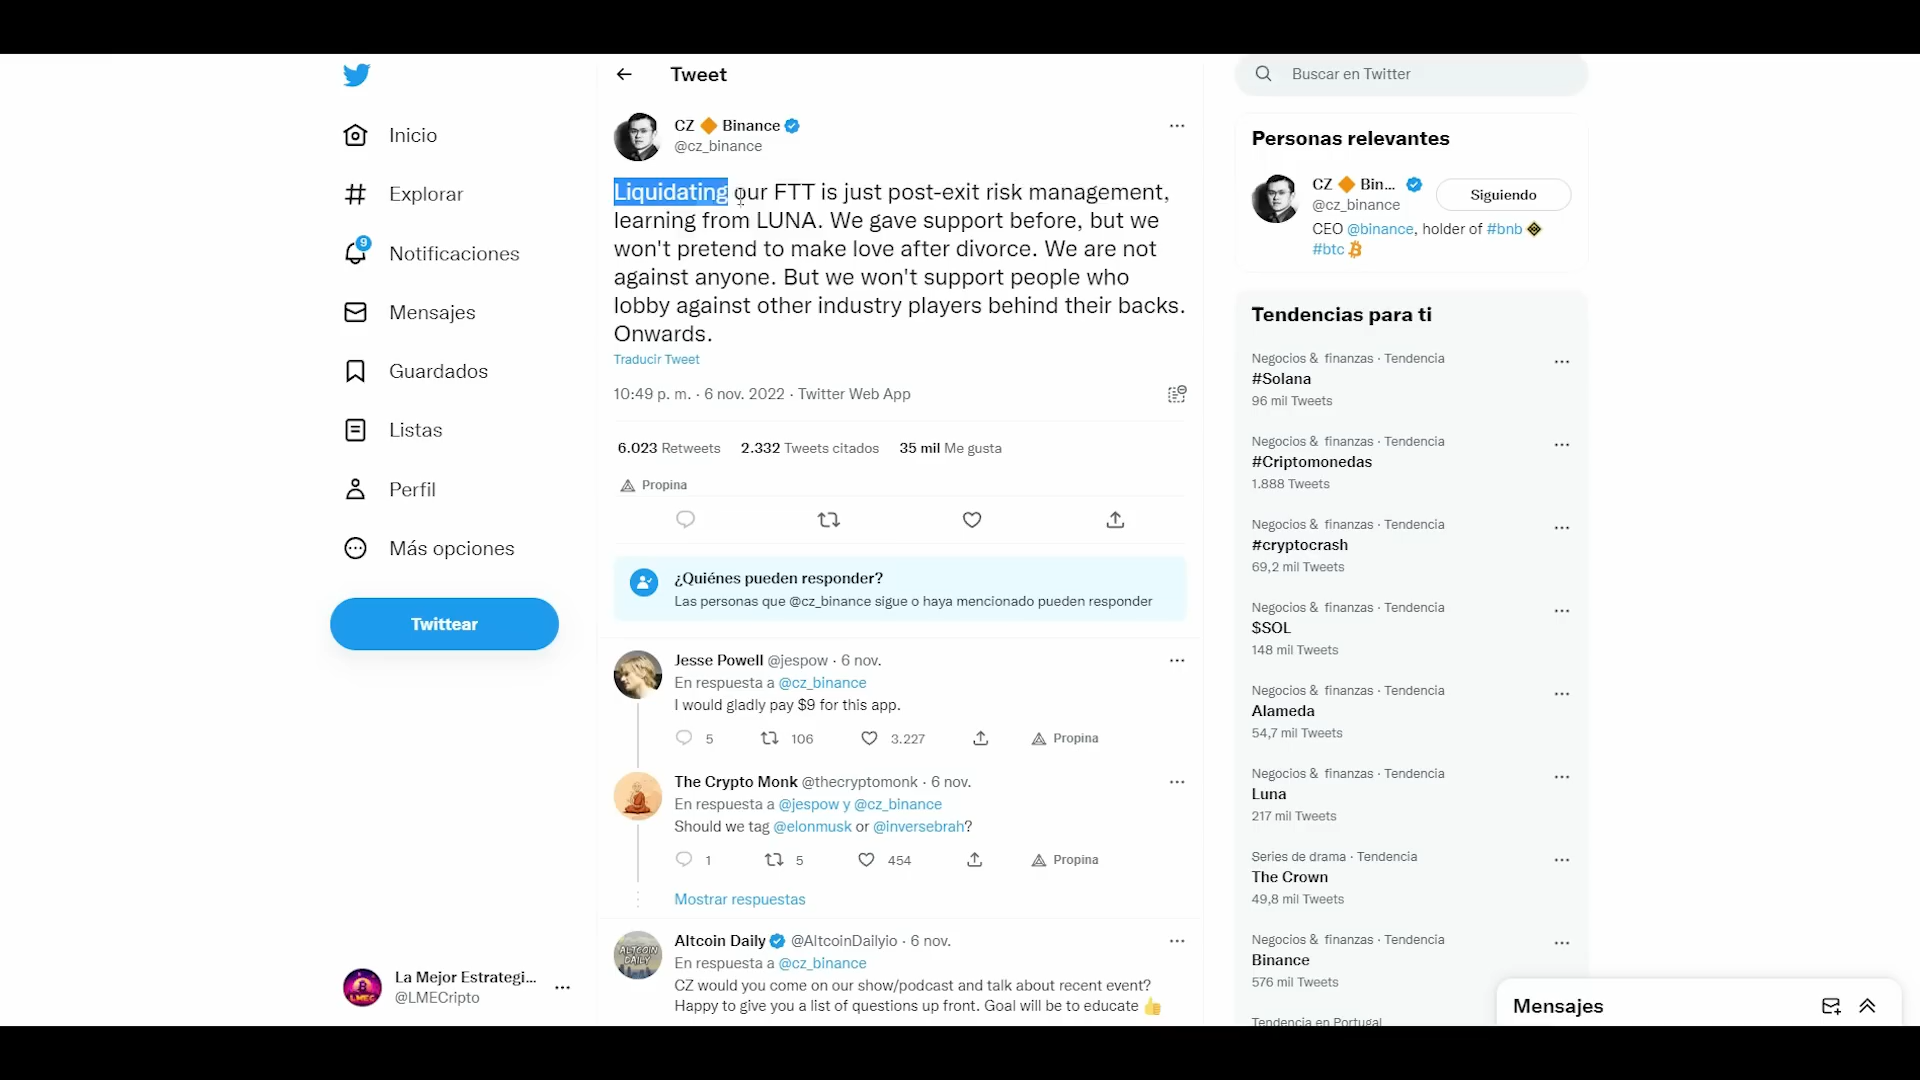 Inicio
Explorar
9
Notificaciones
Mensajes
Guardados
Listas
Perfil
Más opciones
Twittear
La Mejor Estrategi...
@LMECripto
Tweet
CZ Binance
@cz_binance
Liquidating our FTT is just post-exit risk management,
learning from LUNA. We gave support before, but we
won't pretend to make love after divorce. We are not
against anyone. But we won't support people who
lobby against other industry players behind their backs.
Onwards.
Traducir Tweet
10:49 p. m. · 6 nov. 2022 · Twitter Web App
6.023 Retweets 2.332 Tweets citados 35 mil Me gusta
Propina
¿Quiénes pueden responder?
Las personas que @cz_binance sigue o haya mencionado pueden responder
Jesse Powell @jespow · 6 nov.
En respuesta a @cz_binance
I would gladly pay $9 for this app.
5 106 3.227 Propina
The Crypto Monk @thecryptomonk · 6 nov.
En respuesta a @jespow y @cz_binance
Should we tag @elonmusk or @inversebrah?
1 5 454 Propina
Mostrar respuestas
ALTCOIN
DAILY
Altcoin Daily @AltcoinDailyio · 6 nov.
En respuesta a @cz_binance
CZ would you come on our show/podcast and talk about recent event?
Happy to give you a list of questions up front. Goal will be to educate 👍
Buscar en Twitter
Personas relevantes
CZ Bin...
@cz_binance
Siguiendo
CEO @binance, holder of #bnb
#btc
Tendencias para ti
Negocios & finanzas · Tendencia
#Solana
96 mil Tweets
Negocios & finanzas · Tendencia
#Criptomonedas
1.888 Tweets
Negocios & finanzas · Tendencia
#cryptocrash
69,2 mil Tweets
Negocios & finanzas · Tendencia
$SOL
148 mil Tweets
Negocios & finanzas · Tendencia
Alameda
54,7 mil Tweets
Negocios & finanzas · Tendencia
Luna
217 mil Tweets
Series de drama · Tendencia
The Crown
49,8 mil Tweets
Negocios & finanzas · Tendencia
Binance
576 mil Tweets
Tendencia en Portugal
Mensajes